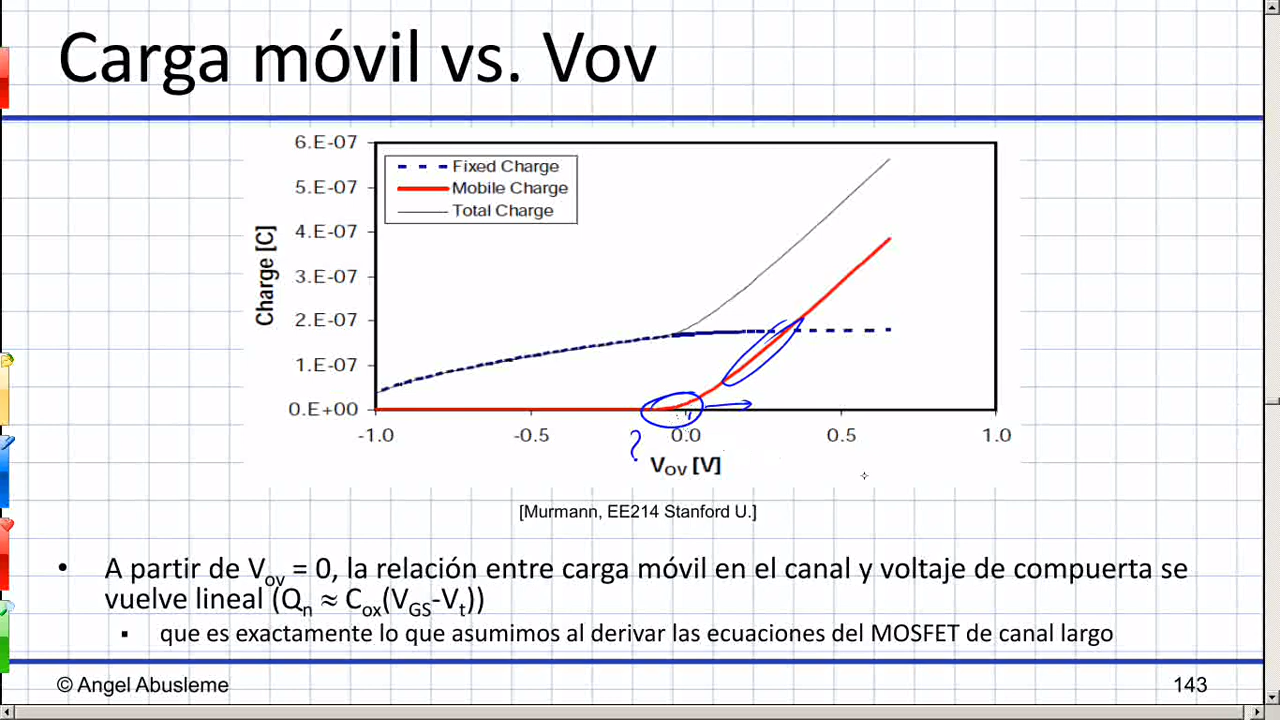 Carga móvil vs. Vov
6.E-07
5.E-07
4.E-07
3.E-07
2.E-07
1.E-07
0.E+00
Charge [C]
Fixed Charge
Mobile Charge
Total Charge
-1.0 -0.5 0.0 0.5 1.0
?
VOV [V]
[Murmann, EE214 Stanford U.]
• A partir de Vov = 0, la relación entre carga móvil en el canal y voltaje de compuerta se
vuelve lineal (Qn ≈ Cox(VGS-Vt))
▪ que es exactamente lo que asumimos al derivar las ecuaciones del MOSFET de canal largo
© Angel Abusleme
143